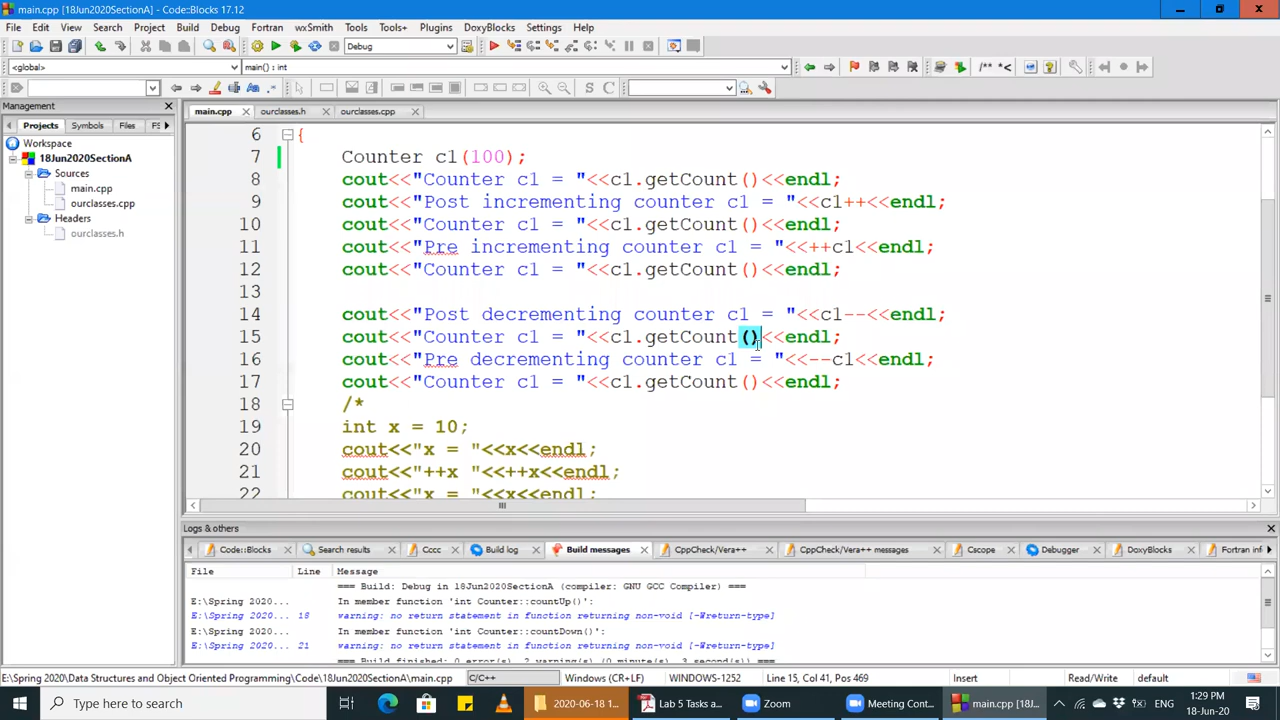 main.cpp [18Jun2020SectionA] - Code::Blocks 17.12
File Edit View Search Project Build Debug Fortran wxSmith Tools Tools+ Plugins DoxyBlocks Settings Help
Debug
<global> main() : int
/** *<
S C
Management
main.cpp ourclasses.h ourclasses.cpp
Projects Symbols Files FS
Workspace
18Jun2020SectionA
Sources
main.cpp
ourclasses.cpp
Headers
ourclasses.h
6 {
7 Counter c1(100);
8 cout<<"Counter c1 = "<<c1.getCount()<<endl;
9 cout<<"Post incrementing counter c1 = "<<c1++<<endl;
10 cout<<"Counter c1 = "<<c1.getCount()<<endl;
11 cout<<"Pre incrementing counter c1 = "<<++c1<<endl;
12 cout<<"Counter c1 = "<<c1.getCount()<<endl;
13
14 cout<<"Post decrementing counter c1 = "<<c1--<<endl;
15 cout<<"Counter c1 = "<<c1.getCount()<<endl;
16 cout<<"Pre decrementing counter c1 = "<<--c1<<endl;
17 cout<<"Counter c1 = "<<c1.getCount()<<endl;
18 /*
19 int x = 10;
20 cout<<"x = "<<x<<endl;
21 cout<<"++x "<<++x<<endl;
22 cout<<"x = "<<x<<endl;
Logs & others
Code::Blocks Search results Cccc Build log Build messages CppCheck/Vera++ CppCheck/Vera++ messages Cscope Debugger DoxyBlocks Fortran info
File Line Message
=== Build: Debug in 18Jun2020SectionA (compiler: GNU GCC Compiler) ===
E:\Spring 2020... In member function 'int Counter::countUp()':
E:\Spring 2020... 18 warning: no return statement in function returning non-void [-Wreturn-type]
E:\Spring 2020... In member function 'int Counter::countDown()':
E:\Spring 2020... 21 warning: no return statement in function returning non-void [-Wreturn-type]
=== Build finished: 0 error(s), 2 warning(s) (0 minute(s), 3 second(s)) ===
E:\Spring 2020\Data Structures and Object Oriented Programming\Code\18Jun2020SectionA\main.cpp C/C++ Windows (CR+LF) WINDOWS-1252 Line 15, Col 41, Pos 469 Insert Read/Write default
Type here to search
2020-06-18 1...
Lab 5 Tasks a...
Zoom
Meeting Cont...
main.cpp [18J...
ENG
1:29 PM
18-Jun-20